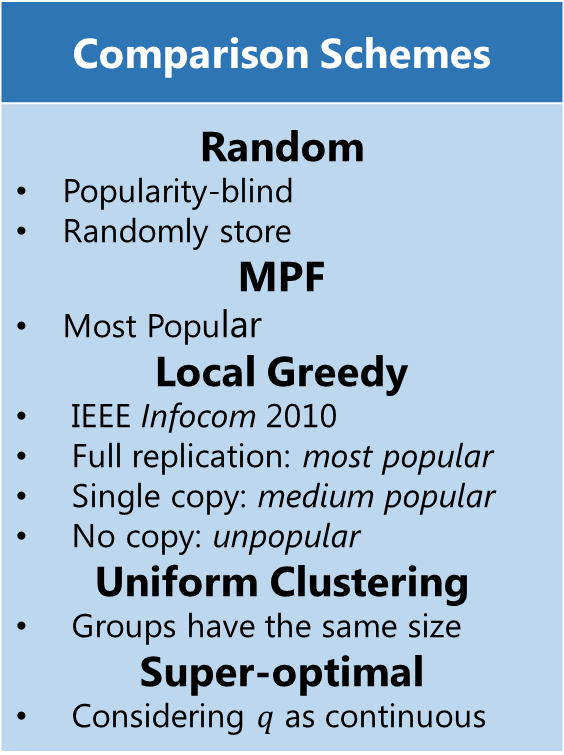 Comparison Schemes
Random
• Popularity-blind
• Randomly store
MPF
• Most Popular
Local Greedy
• IEEE Infocom 2010
• Full replication: most popular
• Single copy: medium popular
• No copy: unpopular
Uniform Clustering
• Groups have the same size
Super-optimal
• Considering q as continuous